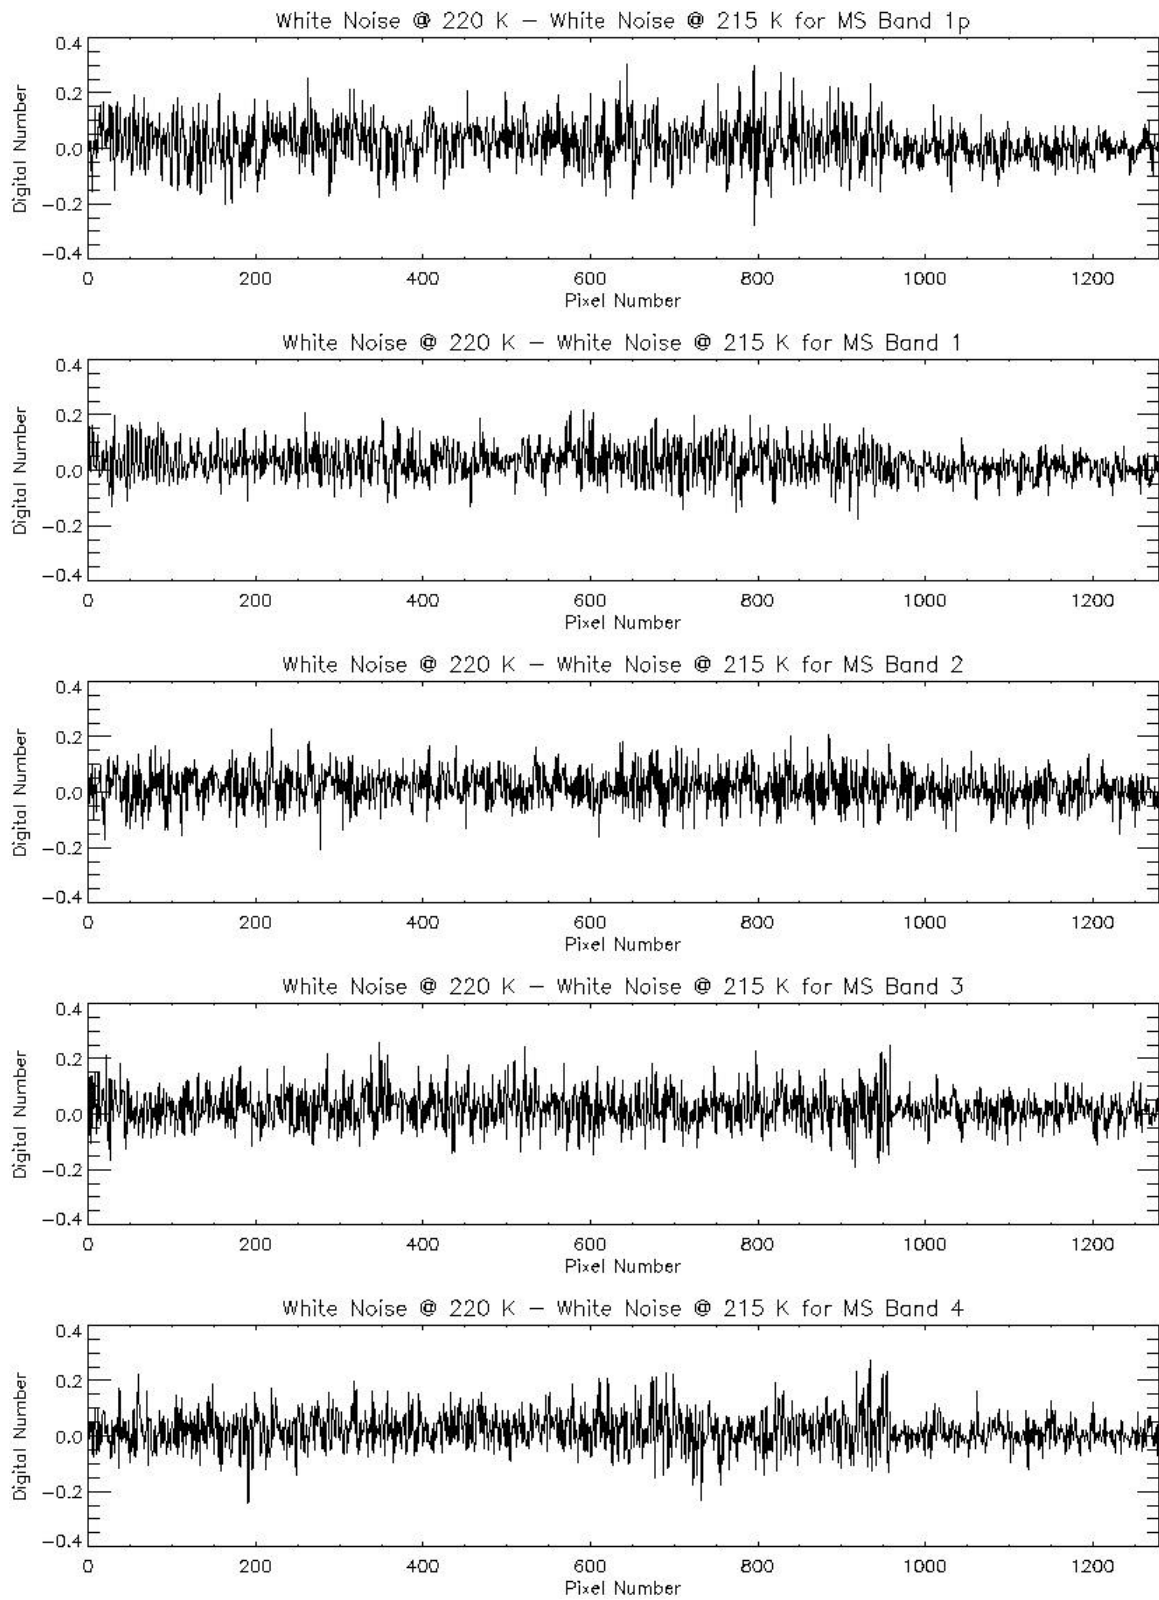 White Noise @ 220 K – White Noise @ 215 K for MS Band 1p
0.4
0.2
0.0
−0.2
−0.4
Digital Number
0 200 400 600 800 1000 1200
Pixel Number
White Noise @ 220 K – White Noise @ 215 K for MS Band 1
0.4
0.2
0.0
−0.2
−0.4
Digital Number
0 200 400 600 800 1000 1200
Pixel Number
White Noise @ 220 K – White Noise @ 215 K for MS Band 2
0.4
0.2
0.0
−0.2
−0.4
Digital Number
0 200 400 600 800 1000 1200
Pixel Number
White Noise @ 220 K – White Noise @ 215 K for MS Band 3
0.4
0.2
0.0
−0.2
−0.4
Digital Number
0 200 400 600 800 1000 1200
Pixel Number
White Noise @ 220 K – White Noise @ 215 K for MS Band 4
0.4
0.2
0.0
−0.2
−0.4
Digital Number
0 200 400 600 800 1000 1200
Pixel Number